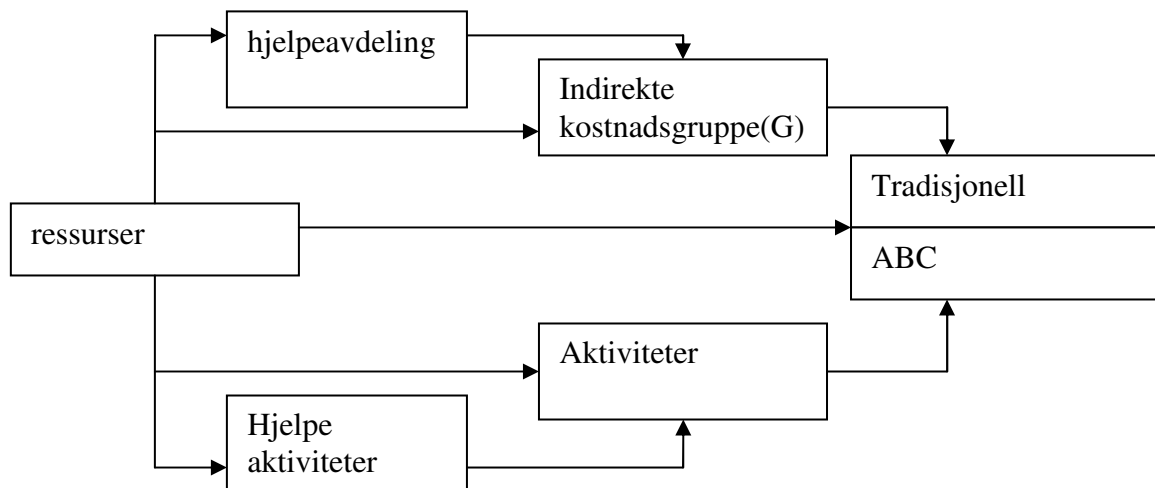 hjelpeavdeling
Indirekte
kostnadsgruppe(G)
Tradisjonell
ressurser
ABC
Aktiviteter
Hjelpe
aktiviteter